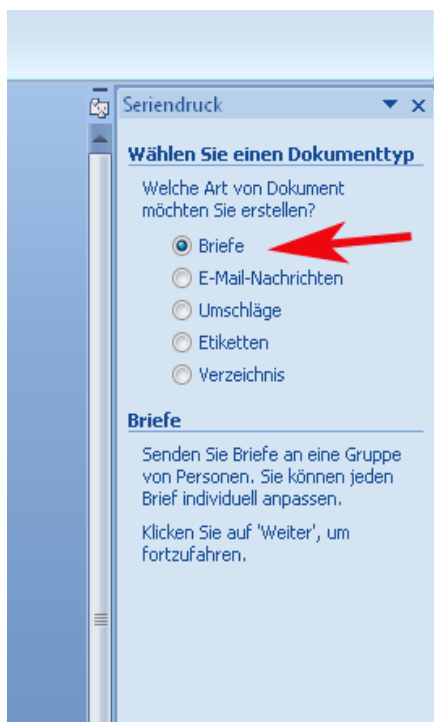 Seriendruck
Wählen Sie einen Dokumenttyp
Welche Art von Dokument
möchten Sie erstellen?
Briefe
E-Mail-Nachrichten
Umschläge
Etiketten
Verzeichnis
Briefe
Senden Sie Briefe an eine Gruppe
von Personen. Sie können jeden
Brief individuell anpassen.
Klicken Sie auf 'Weiter', um
fortzufahren.